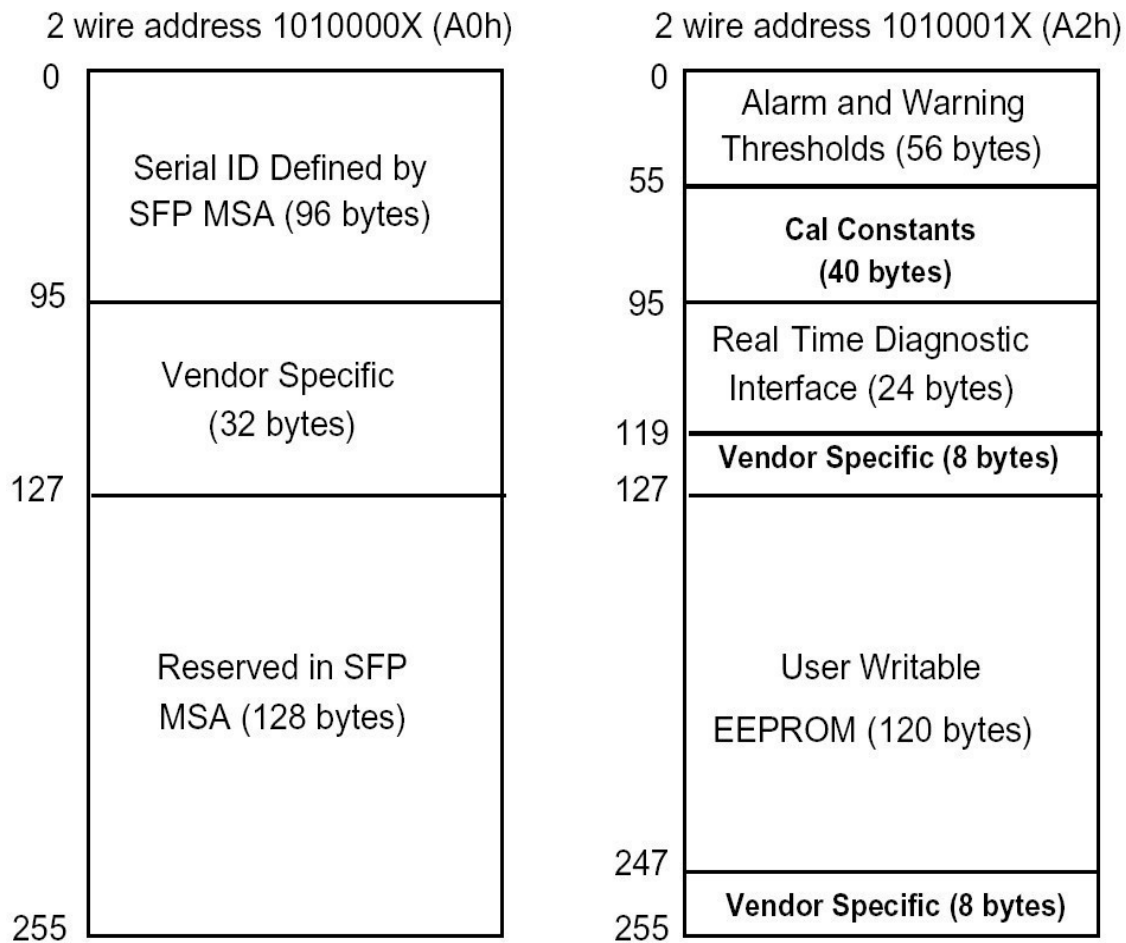 2 wire address 1010000X (A0h)
0
Serial ID Defined by
SFP MSA (96 bytes)
95
Vendor Specific
(32 bytes)
127
Reserved in SFP
MSA (128 bytes)
255
2 wire address 1010001X (A2h)
0
Alarm and Warning
Thresholds (56 bytes)
55
Cal Constants
(40 bytes)
95
Real Time Diagnostic
Interface (24 bytes)
119
Vendor Specific (8 bytes)
127
User Writable
EEPROM (120 bytes)
247
Vendor Specific (8 bytes)
255